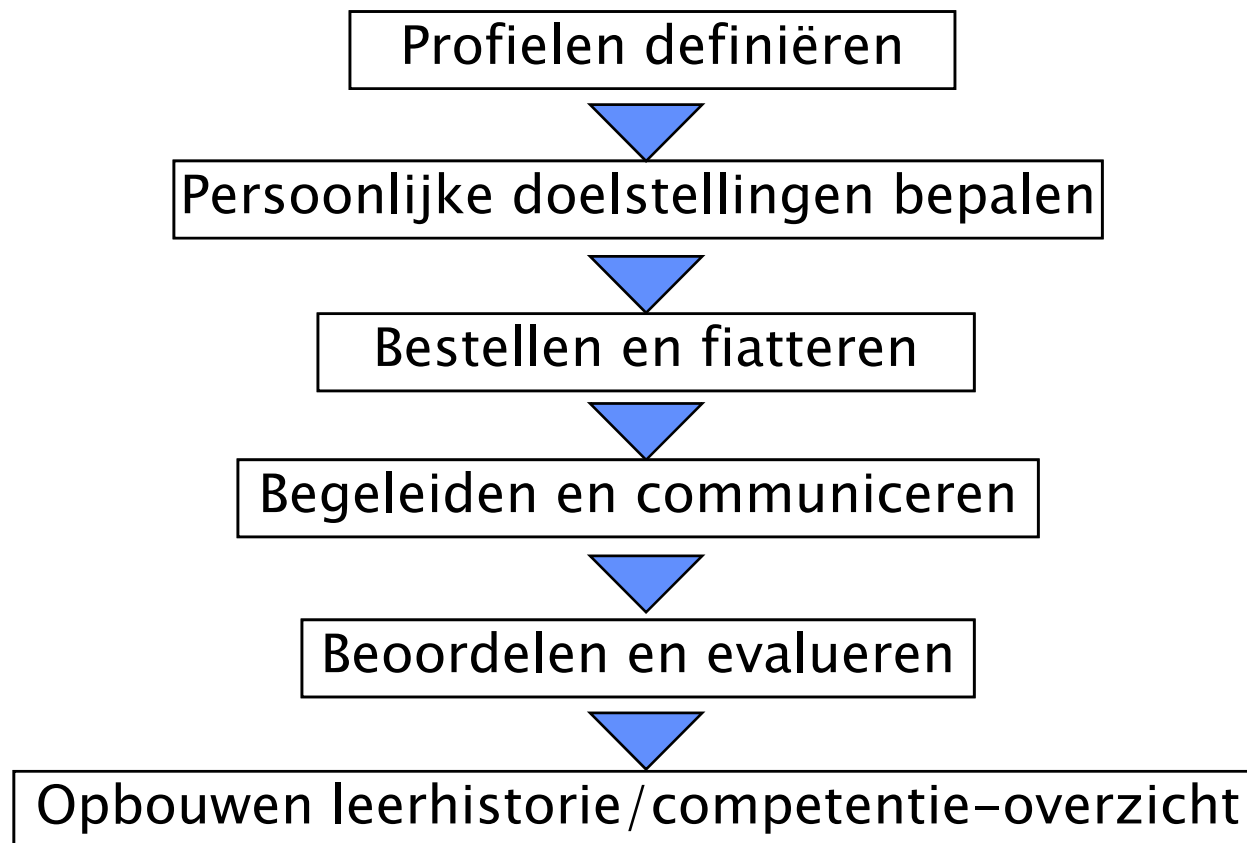 Profielen definiëren
Persoonlijke doelstellingen bepalen
Bestellen en fiatteren
Begeleiden en communiceren
Beoordelen en evalueren
Opbouwen leerhistorie/competentie-overzicht